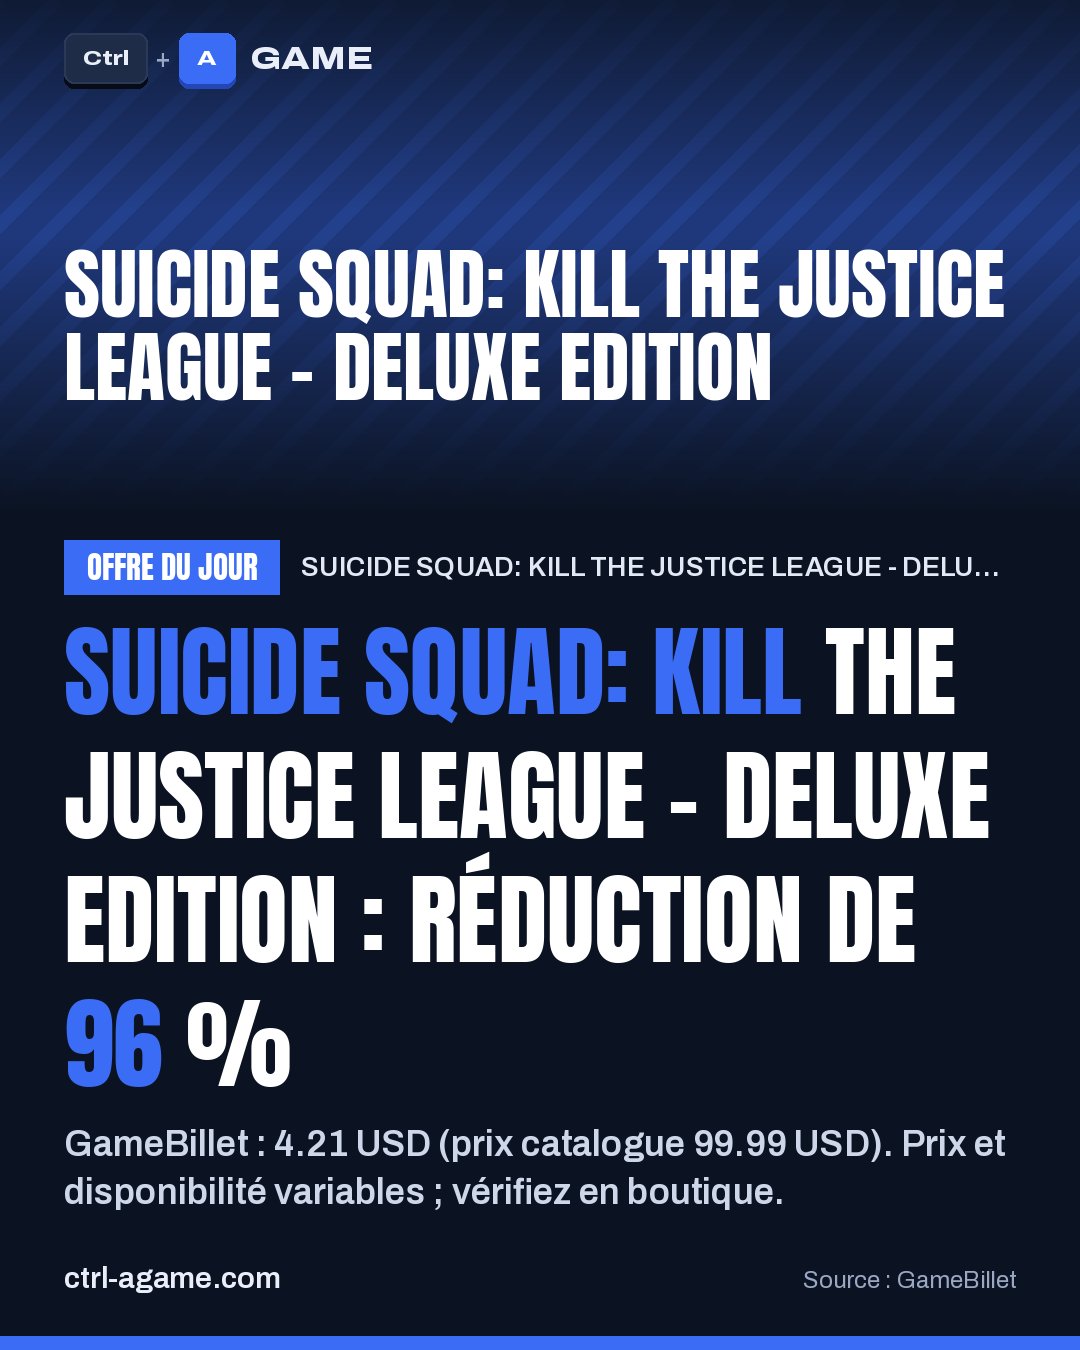 Ctrl + A GAME
SUICIDE SQUAD: KILL THE JUSTICE
LEAGUE - DELUXE EDITION
OFFRE DU JOUR SUICIDE SQUAD: KILL THE JUSTICE LEAGUE - DELU...
SUICIDE SQUAD: KILL THE
JUSTICE LEAGUE - DELUXE
EDITION : RÉDUCTION DE
96 %
GameBillet : 4.21 USD (prix catalogue 99.99 USD). Prix et
disponibilité variables ; vérifiez en boutique.
ctrl-agame.com Source : GameBillet